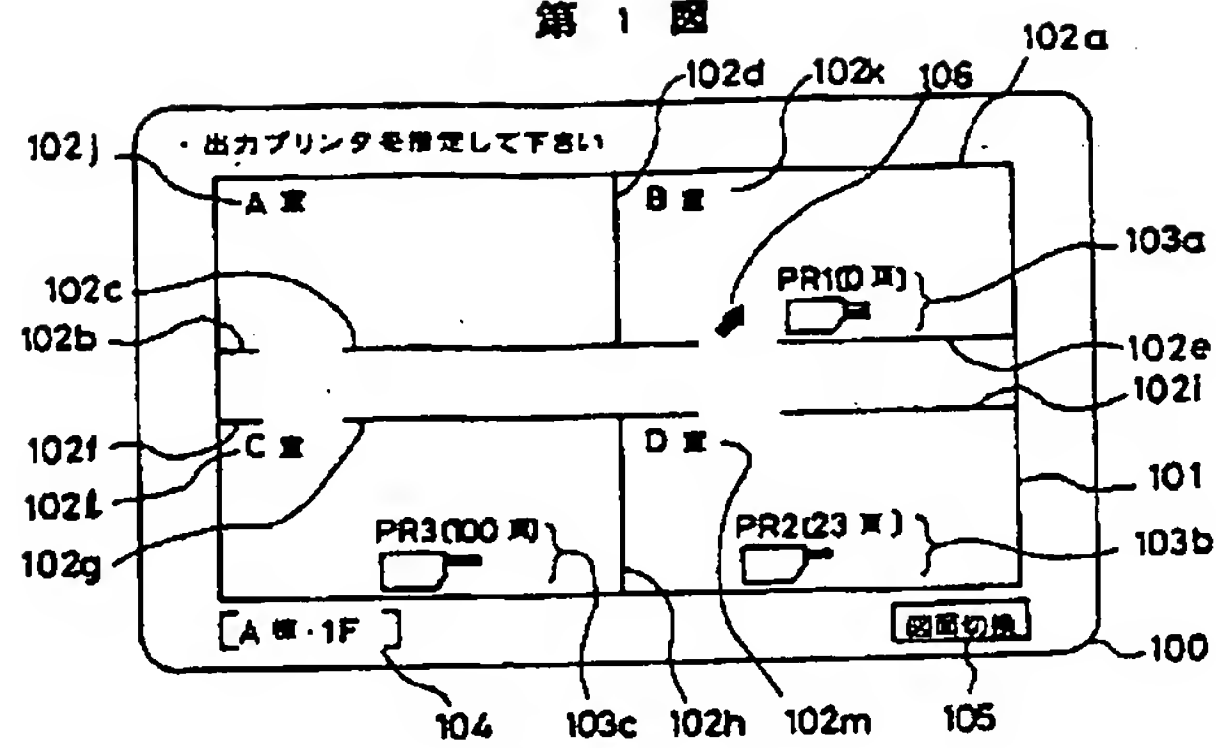 第 1 図
102a
102d
102k
106
102j
・出力プリンタを指定して下さい
A 室
B 室
103a
PR1(0 頁)
102c
102b
102e
102i
102f
C 室
D 室
101
102ℓ
PR3(100 頁)
PR2(23 頁)
103b
102g
[A 棟・1F]
図面切換
100
104
103c
102h
102m
105